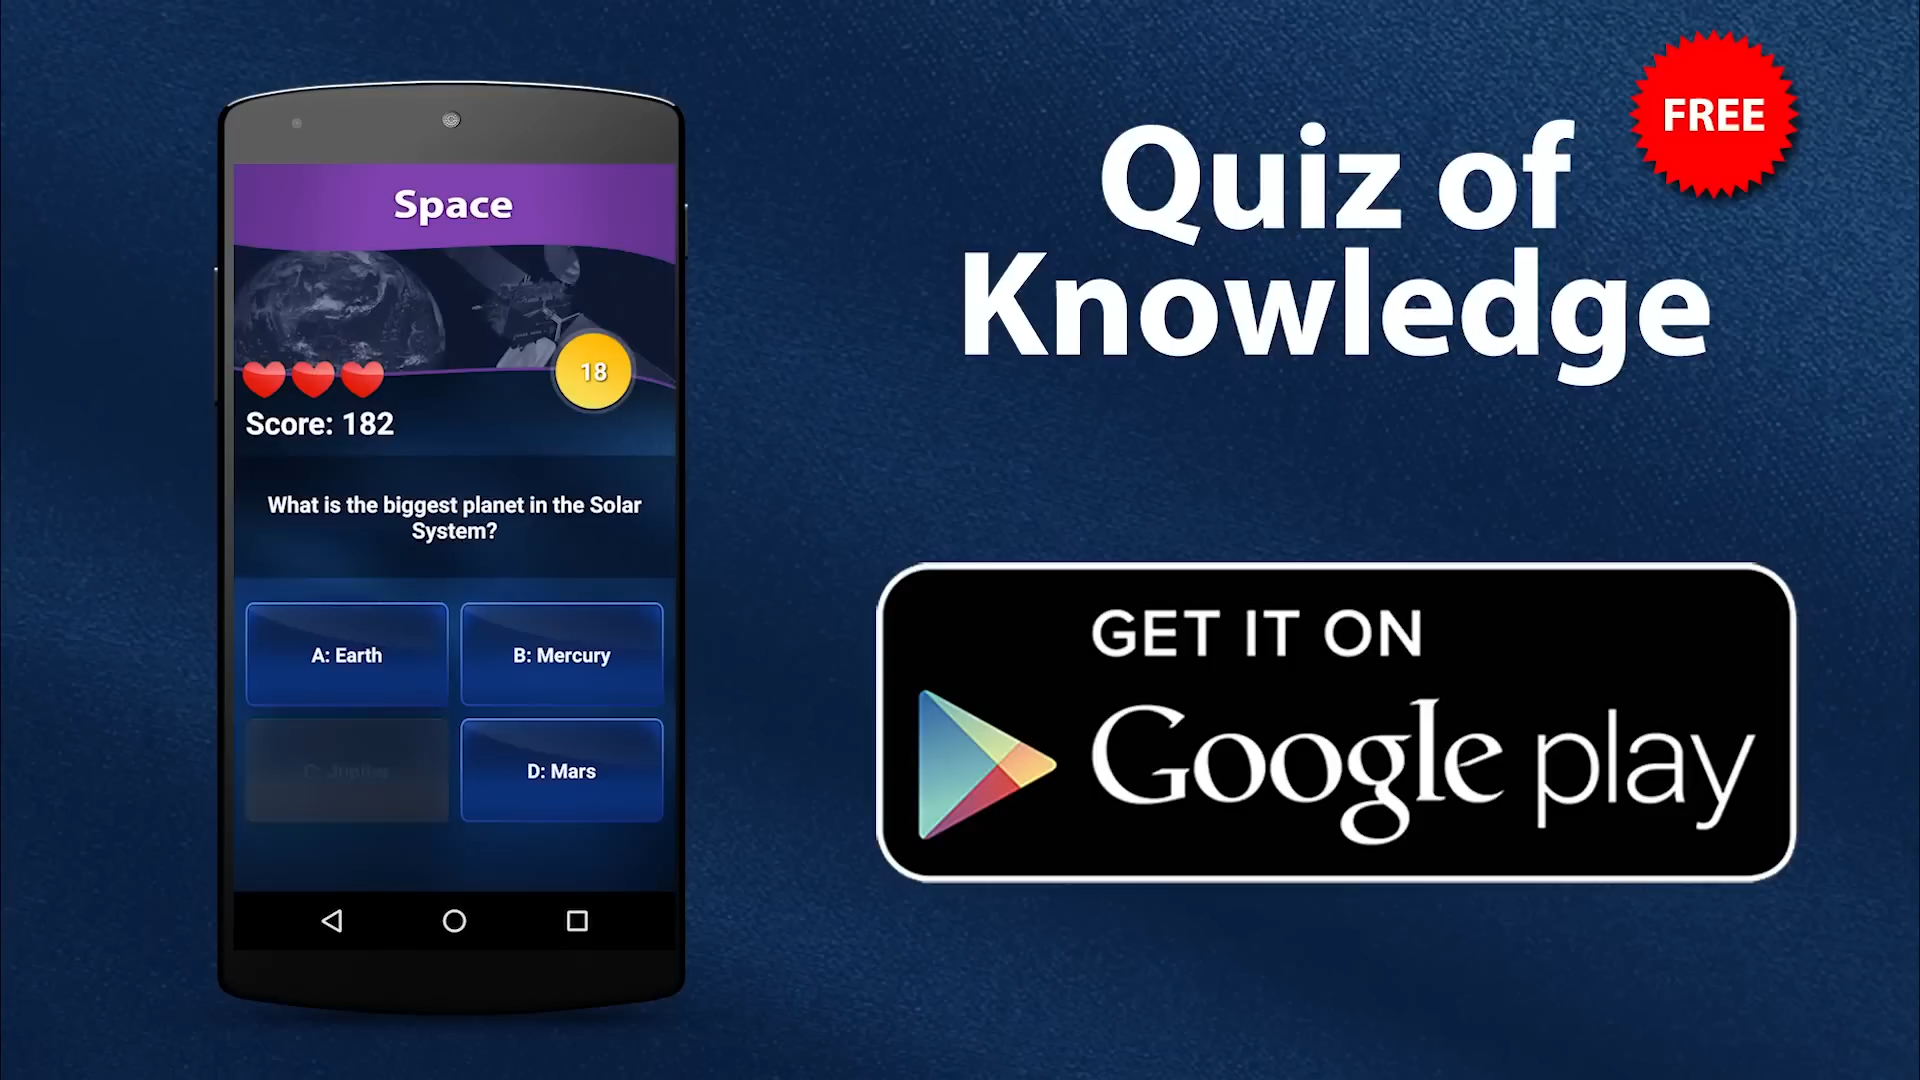 Space
18
Score: 182
What is the biggest planet in the Solar
System?
A: Earth
B: Mercury
C: Jupiter
D: Mars
FREE
Quiz of
Knowledge
GET IT ON
Google play